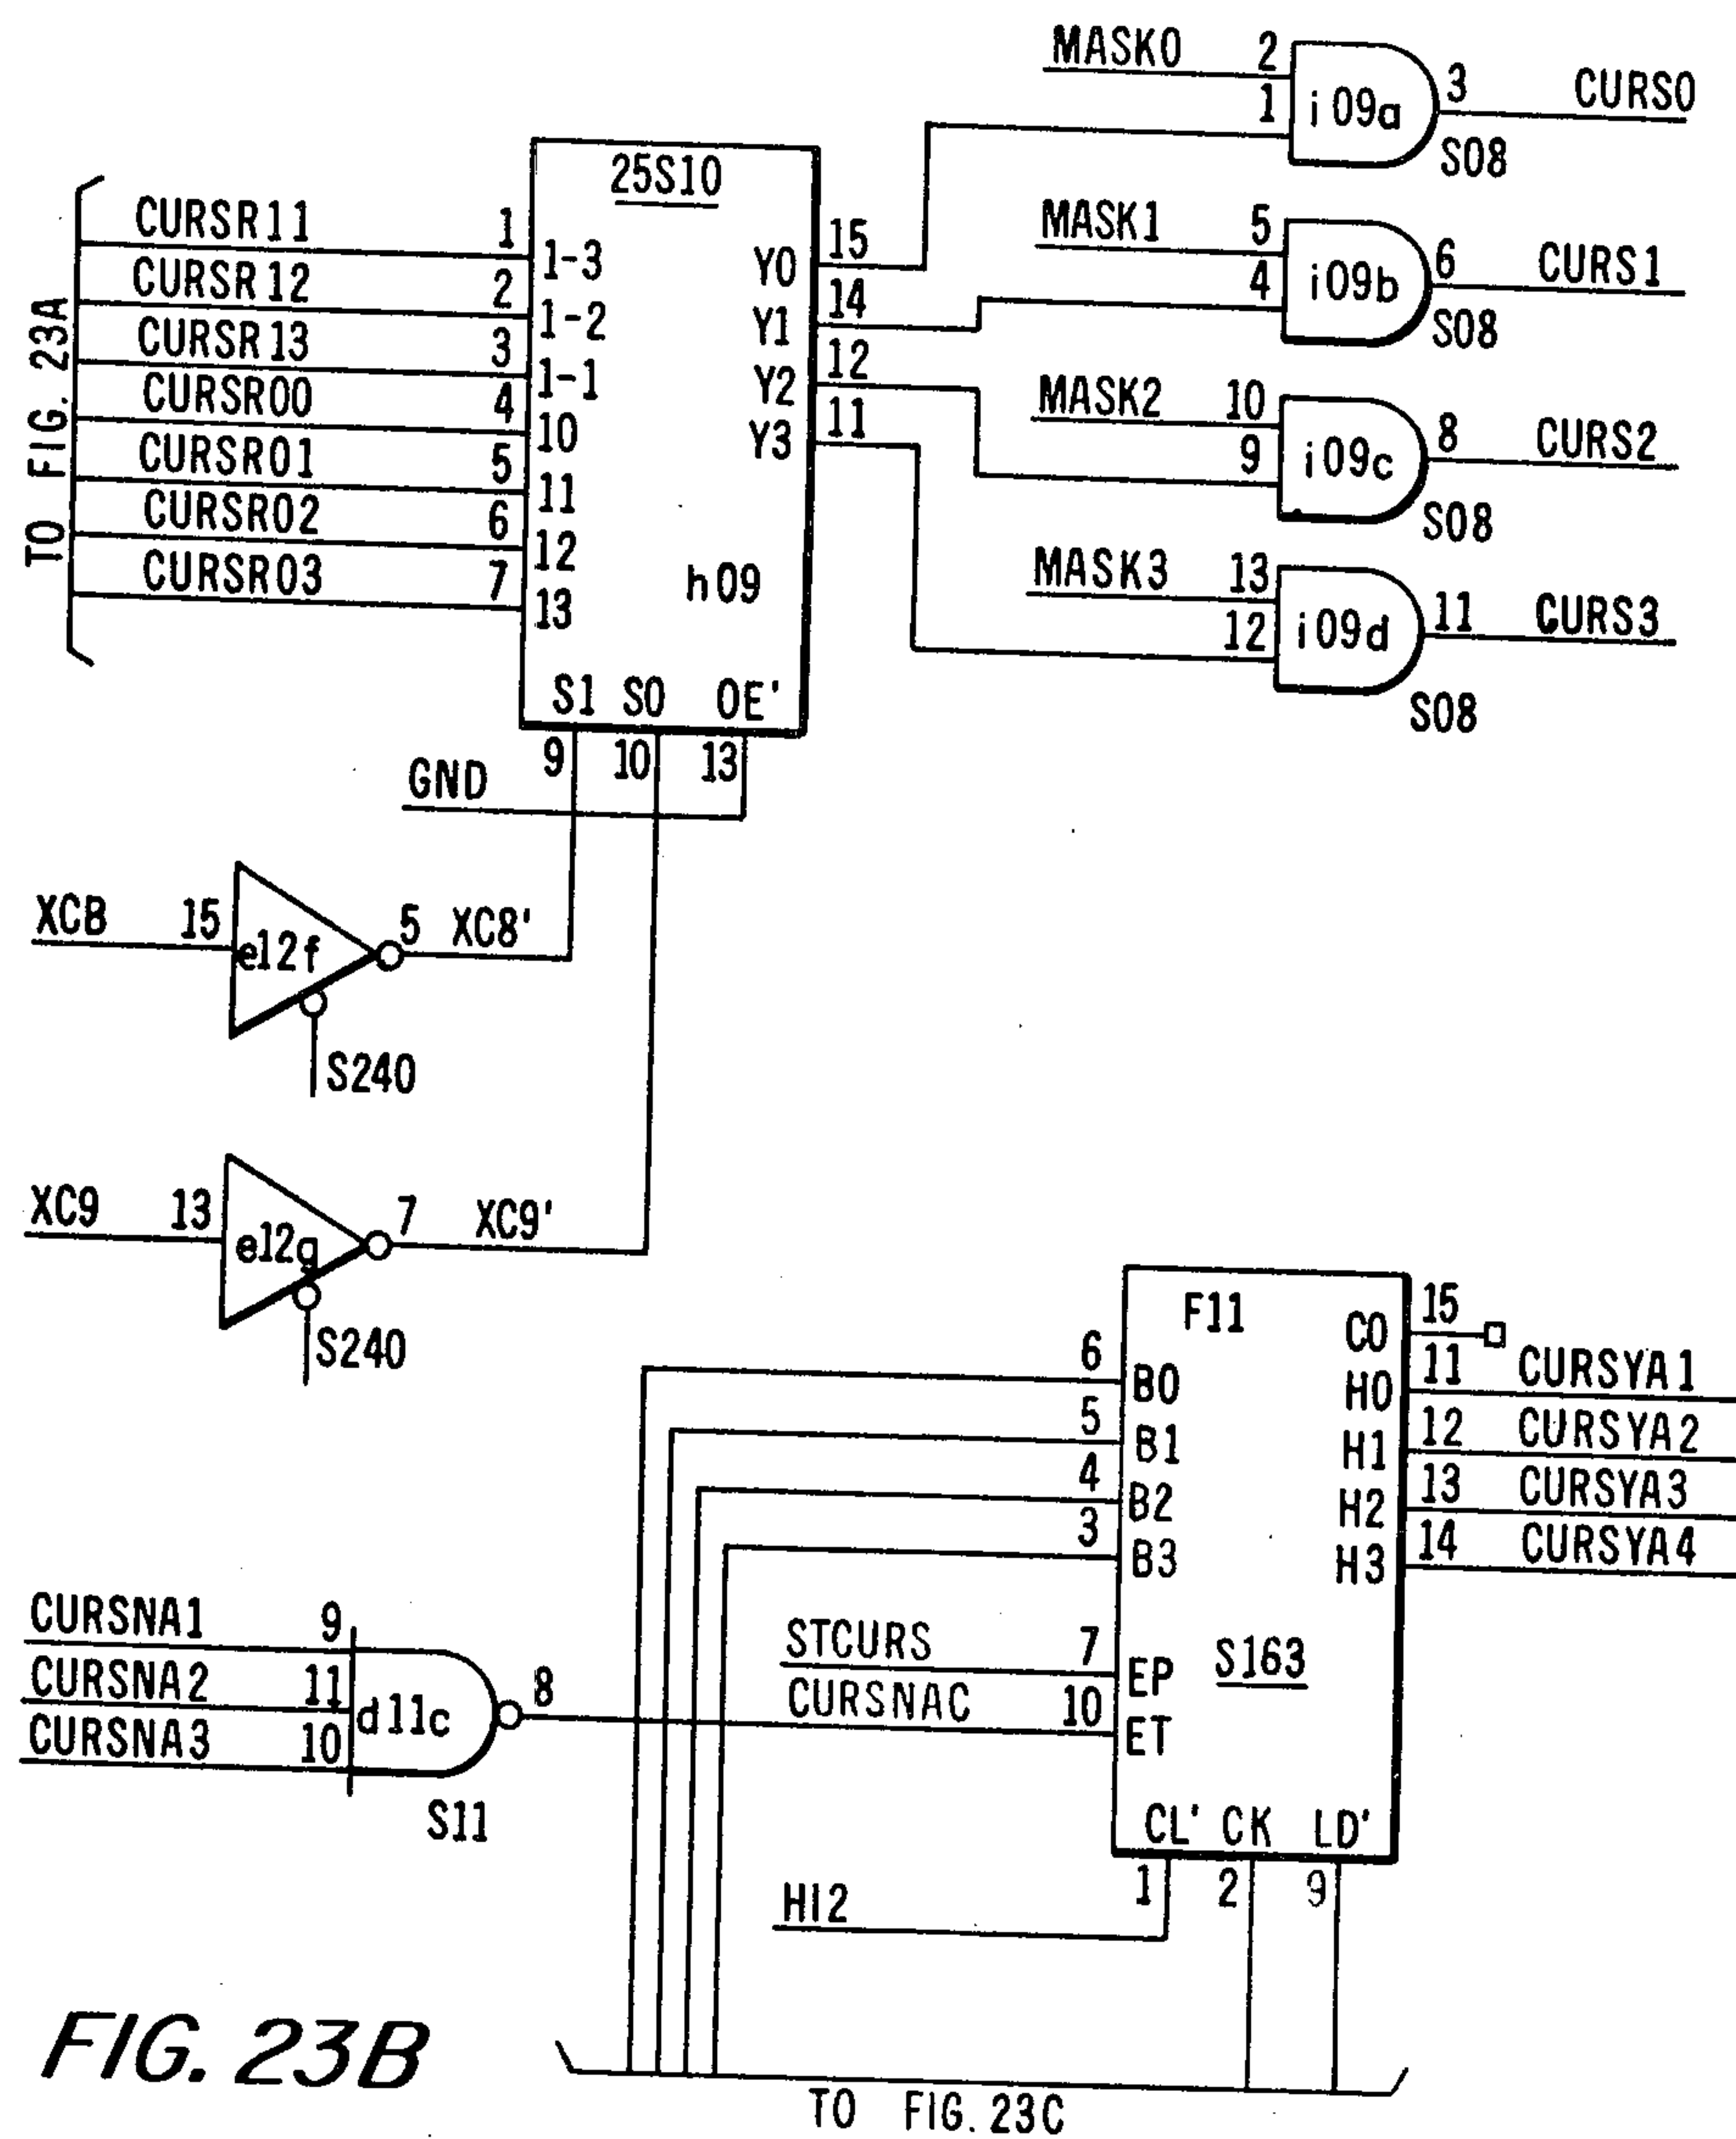 MASK0 2
1
i09a
3 CURS0
S08
25S10
CURSR11 1 1-3
CURSR12 2 1-2
CURSR13 3 1-1
CURSR00 4 10
CURSR01 5 11
CURSR02 6 12
CURSR03 7 13
TO FIG. 23A
Y0 15
Y1 14
Y2 12
Y3 11
h09
S1 S0 OE'
9 10 13
GND
MASK1 5
4
i09b
6 CURS1
S08
MASK2 10
9
i09c
8 CURS2
S08
MASK3 13
12
i09d
11 CURS3
S08
XCB 15 e12f 5 XC8'
S240
XC9 13 e12g 7 XC9'
S240
F11
6 B0
5 B1
4 B2
3 B3
C0 15
H0 11 CURSYA1
H1 12 CURSYA2
H2 13 CURSYA3
H3 14 CURSYA4
STCURS 7 EP
CURSNAC 10 ET
S163
CL' CK LD'
1 2 9
HI2
CURSNA1 9
CURSNA2 11
CURSNA3 10
d11c
8
S11
FIG. 23B
TO FIG. 23C